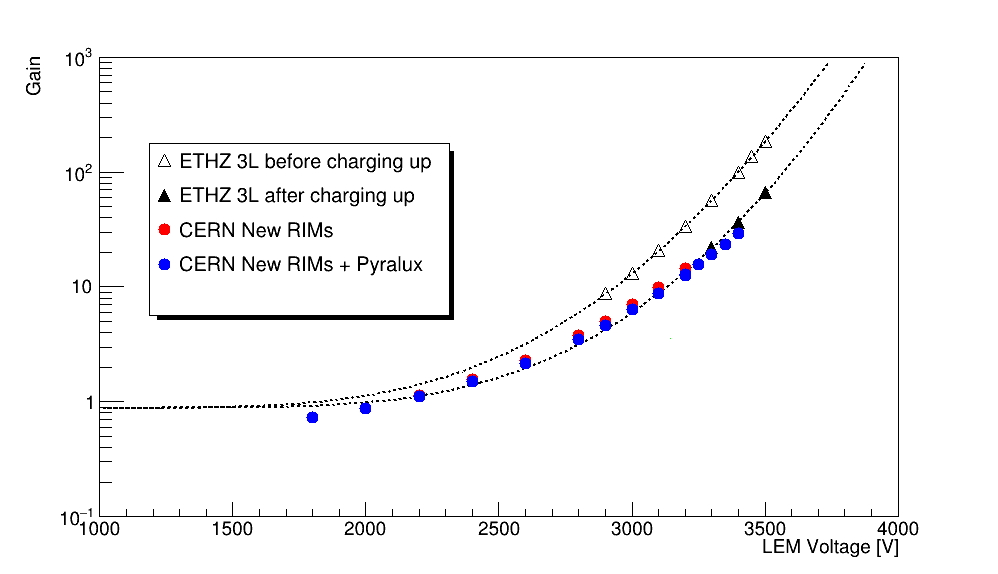 Gain
10³
10²
10
1
10⁻¹
ETHZ 3L before charging up
ETHZ 3L after charging up
CERN New RIMs
CERN New RIMs + Pyralux
1000 1500 2000 2500 3000 3500 4000
LEM Voltage [V]